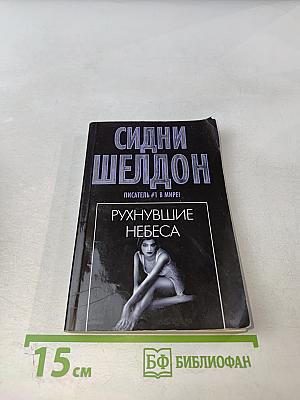 СИДНИ
ШЕЛДОН
ПИСАТЕЛЬ #1 В МИРЕ!
РУХНУВШИЕ
НЕБЕСА
15 см
БФ БИБЛИОФАН